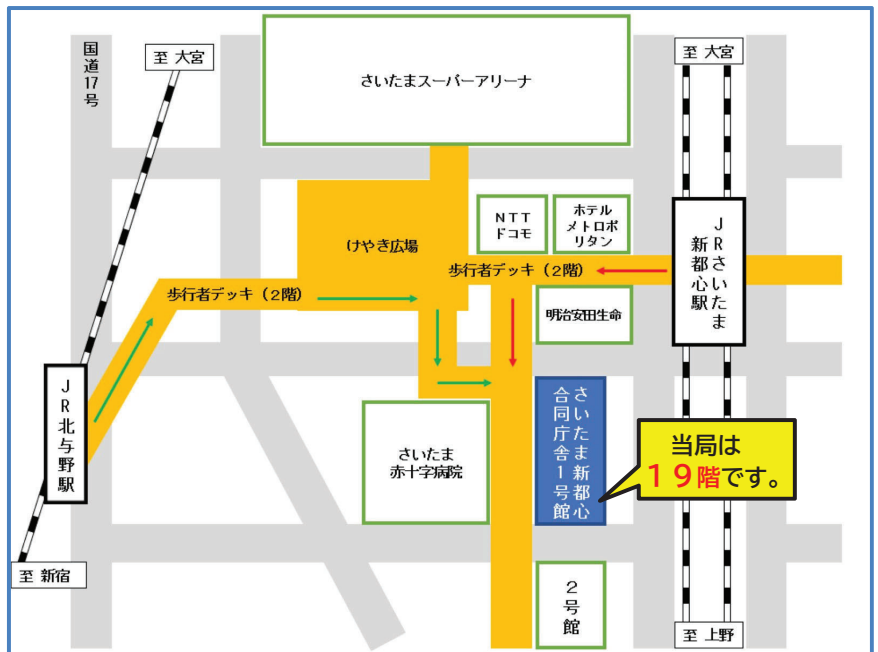 国道17号
至 大宮
さいたまスーパーアリーナ
至 大宮
NTT
ドコモ
ホテル
メトロポ
リタン
JRさいたま
新都心駅
けやき広場
歩行者デッキ（2階）
歩行者デッキ（2階）
明治安田生命
JR北与野駅
さいたま
赤十字病院
さいたま新都心
合同庁舎1号館
当局は
１９階です。
至 新宿
2号館
至 上野